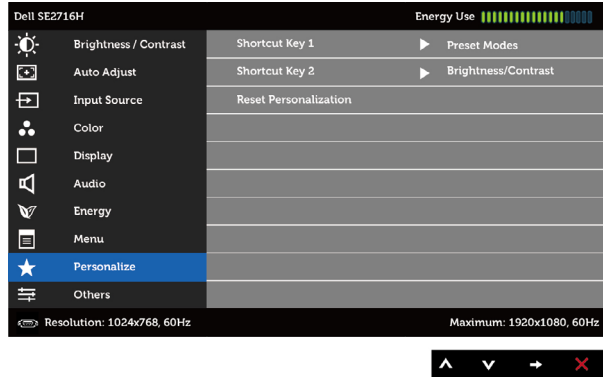 Dell SE2716H Energy Use
Brightness / Contrast Shortcut Key 1 Preset Modes
Auto Adjust Shortcut Key 2 Brightness/Contrast
Input Source Reset Personalization
Color
Display
Audio
Energy
Menu
Personalize
Others
Resolution: 1024x768, 60Hz Maximum: 1920x1080, 60Hz